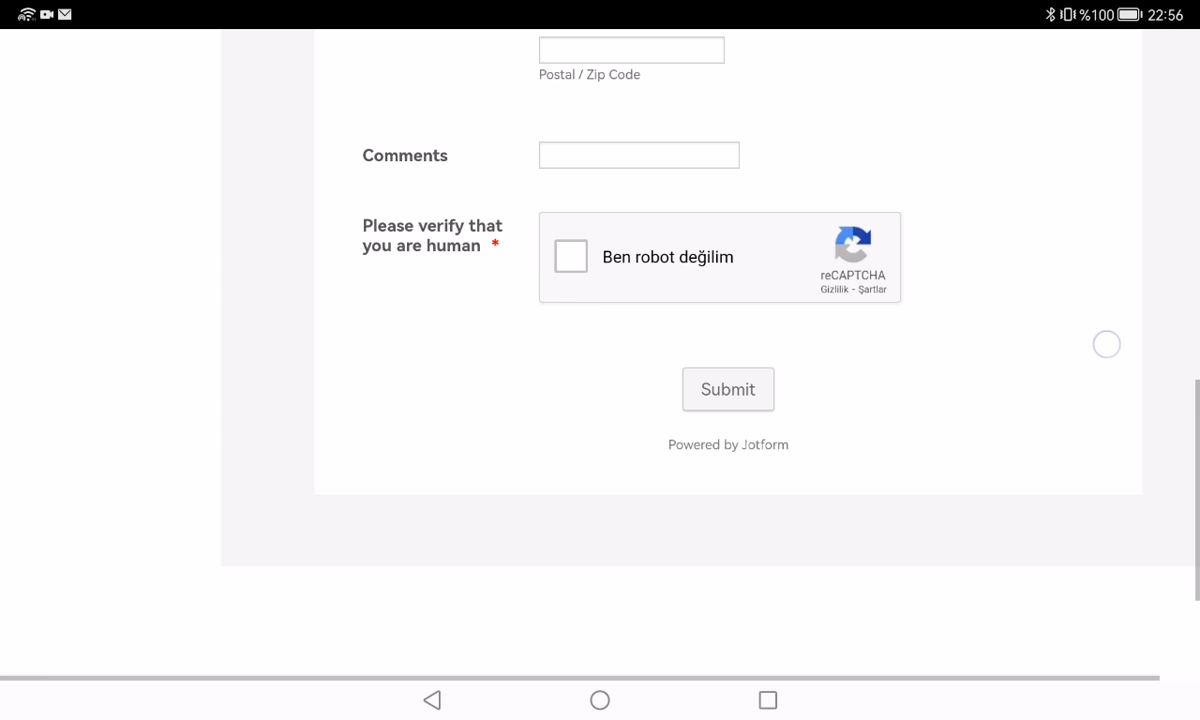 %100 22:56
Postal / Zip Code
Comments
Please verify that
you are human *
Ben robot değilim
reCAPTCHA
Gizlilik - Şartlar
Submit
Powered by Jotform